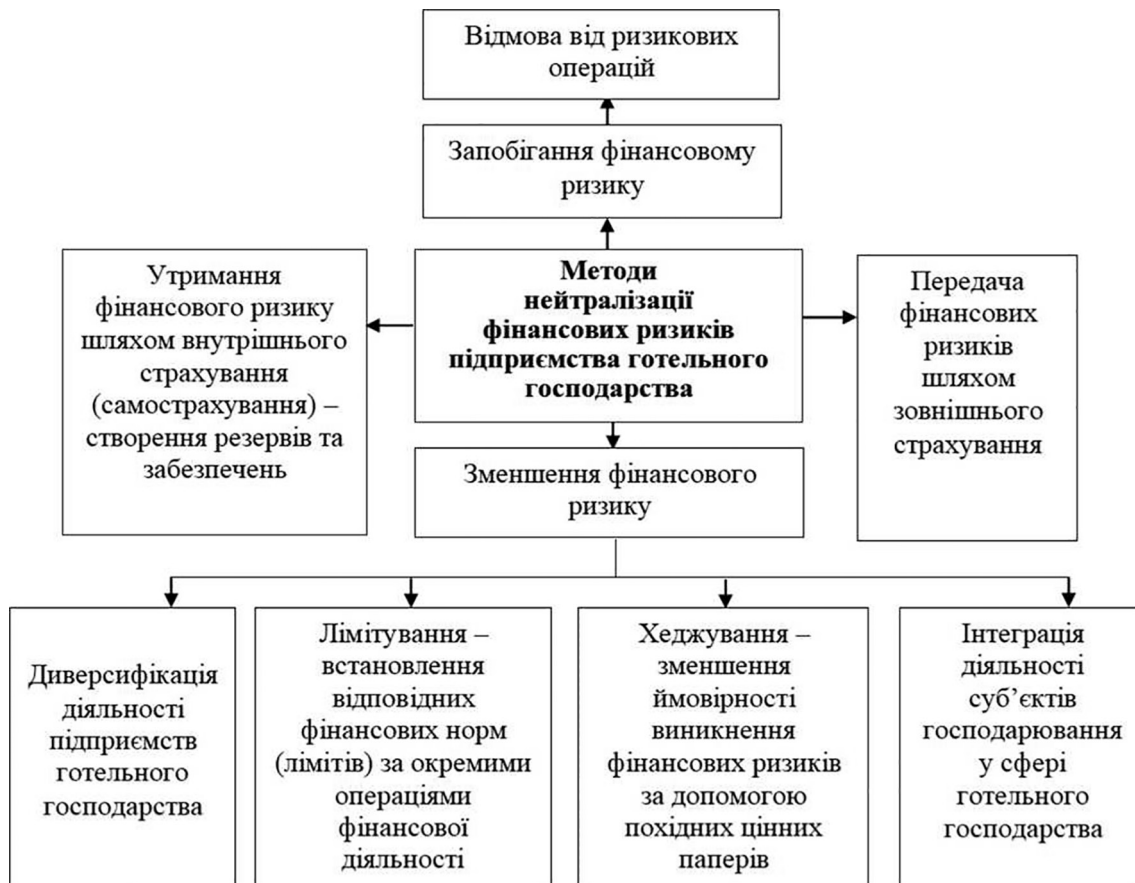 Відмова від ризикових
операцій
Запобігання фінансовому
ризику
Утримання
фінансового ризику
шляхом внутрішнього
страхування
(самострахування) –
створення резервів та
забезпечень
Методи
нейтралізації
фінансових ризиків
підприємства готельного
господарства
Передача
фінансових
ризиків
шляхом
зовнішнього
страхування
Зменшення фінансового
ризику
Диверсифікація
діяльності
підприємств
готельного
господарства
Лімітування –
встановлення
відповідних
фінансових норм
(лімітів) за окремими
операціями
фінансової
діяльності
Хеджування –
зменшення
ймовірності
виникнення
фінансових ризиків
за допомогою
похідних цінних
паперів
Інтеграція
діяльності
суб’єктів
господарювання
у сфері
готельного
господарства